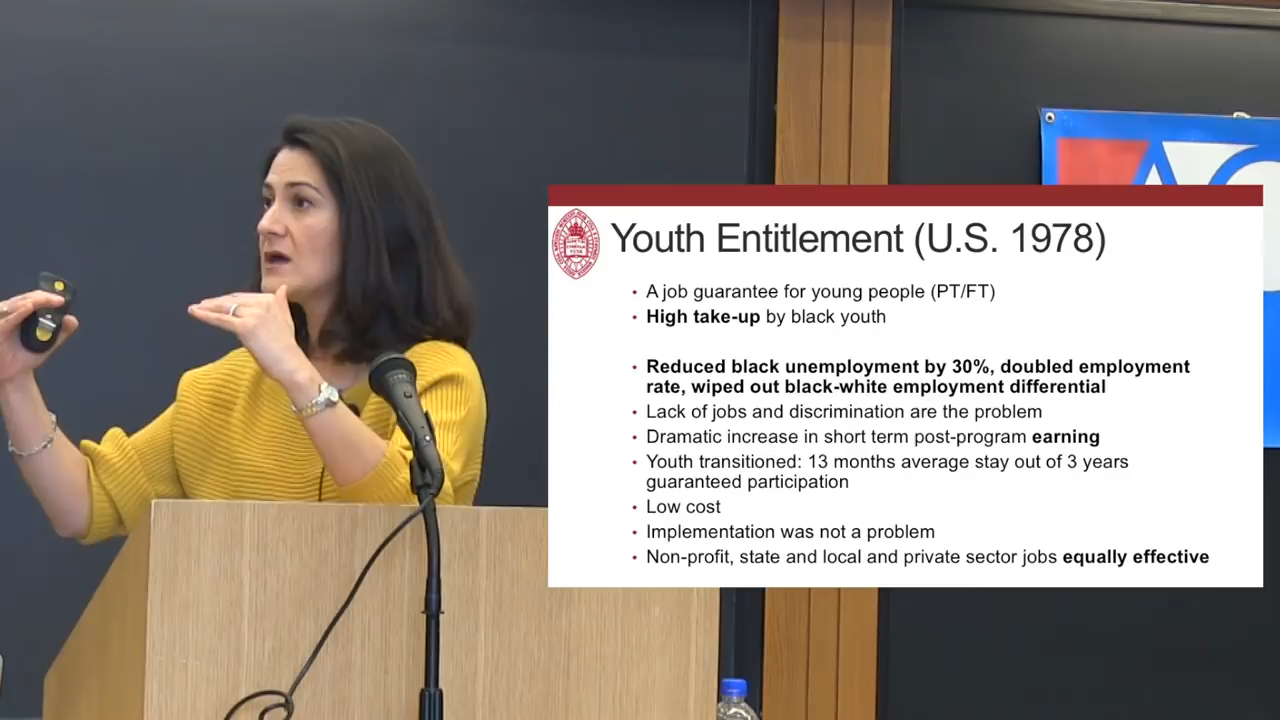 Youth Entitlement (U.S. 1978)
• A job guarantee for young people (PT/FT)
• High take-up by black youth
• Reduced black unemployment by 30%, doubled employment
rate, wiped out black-white employment differential
• Lack of jobs and discrimination are the problem
• Dramatic increase in short term post-program earning
• Youth transitioned: 13 months average stay out of 3 years
guaranteed participation
• Low cost
• Implementation was not a problem
• Non-profit, state and local and private sector jobs equally effective